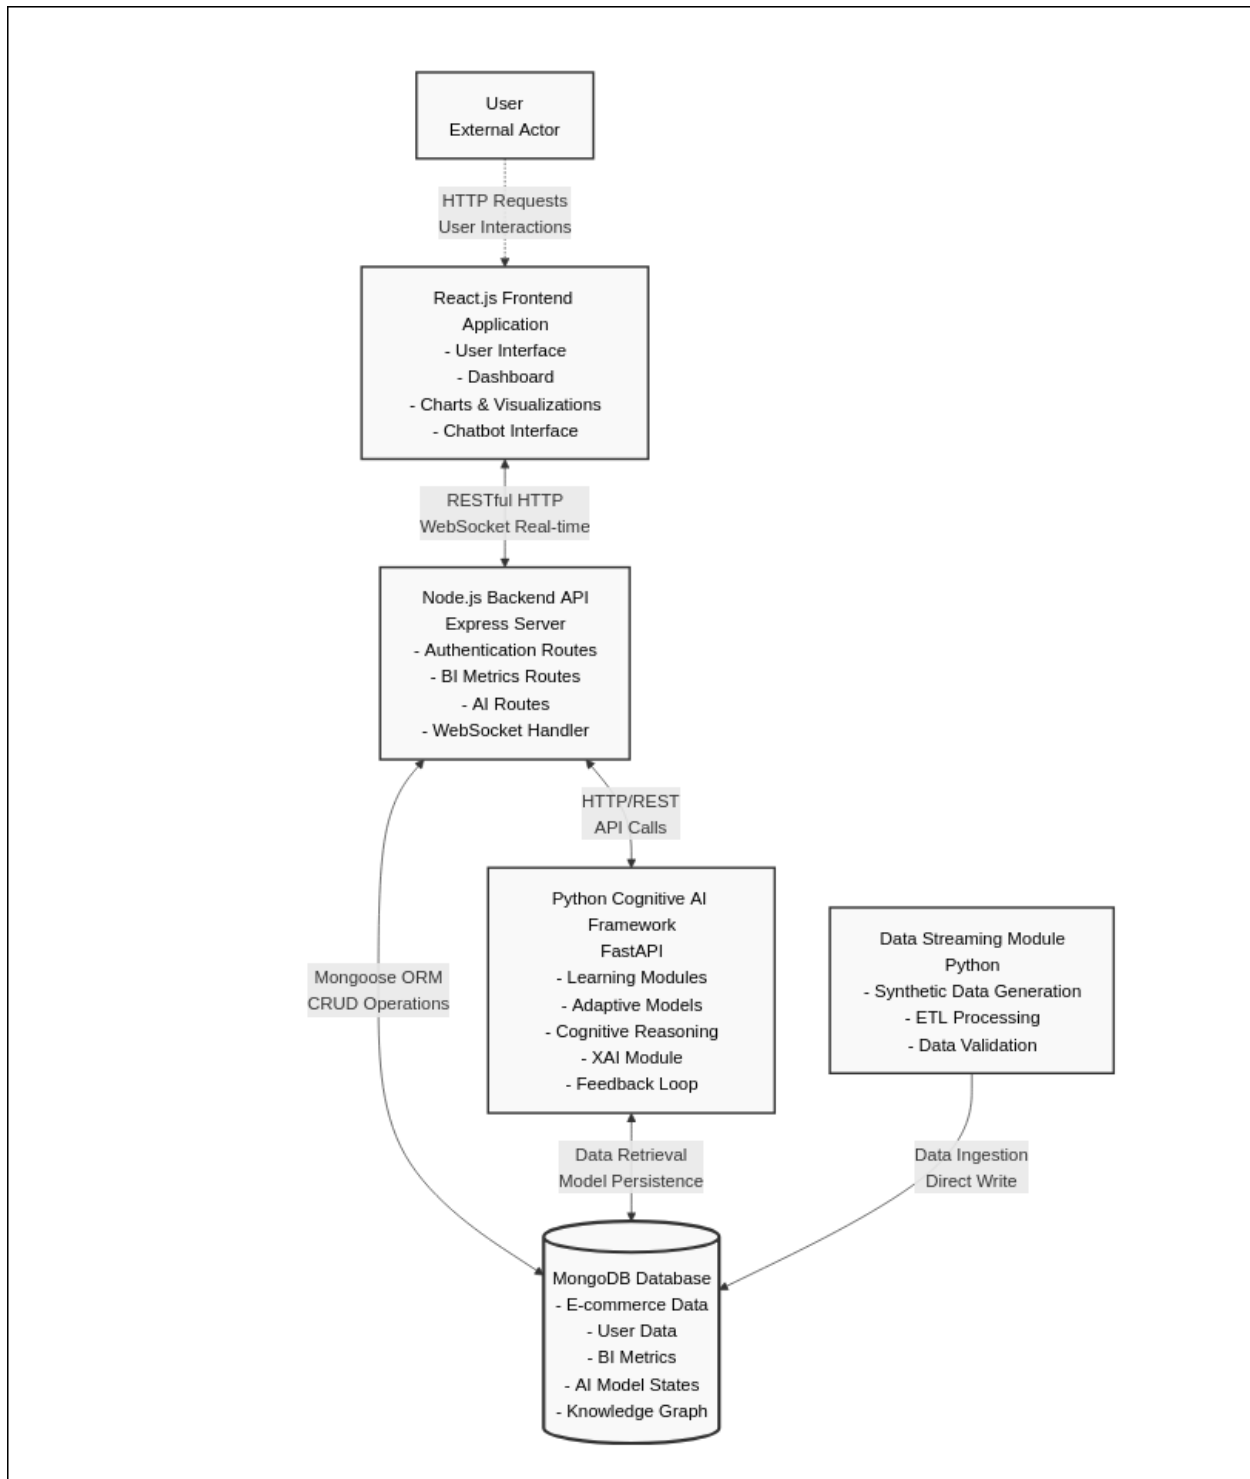 User
External Actor
HTTP Requests
User Interactions
React.js Frontend
Application
- User Interface
- Dashboard
- Charts & Visualizations
- Chatbot Interface
RESTful HTTP
WebSocket Real-time
Node.js Backend API
Express Server
- Authentication Routes
- BI Metrics Routes
- AI Routes
- WebSocket Handler
HTTP/REST
API Calls
Python Cognitive AI
Framework
FastAPI
- Learning Modules
- Adaptive Models
- Cognitive Reasoning
- XAI Module
- Feedback Loop
Data Streaming Module
Python
- Synthetic Data Generation
- ETL Processing
- Data Validation
Mongoose ORM
CRUD Operations
Data Retrieval
Model Persistence
Data Ingestion
Direct Write
MongoDB Database
- E-commerce Data
- User Data
- BI Metrics
- AI Model States
- Knowledge Graph